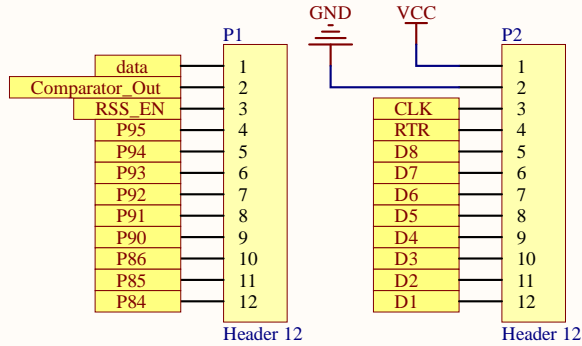 GND VCC
P1 P2
data 1 1
Comparator_Out 2 2
RSS_EN 3 CLK 3
P95 4 RTR 4
P94 5 D8 5
P93 6 D7 6
P92 7 D6 7
P91 8 D5 8
P90 9 D4 9
P86 10 D3 10
P85 11 D2 11
P84 12 D1 12
Header 12 Header 12